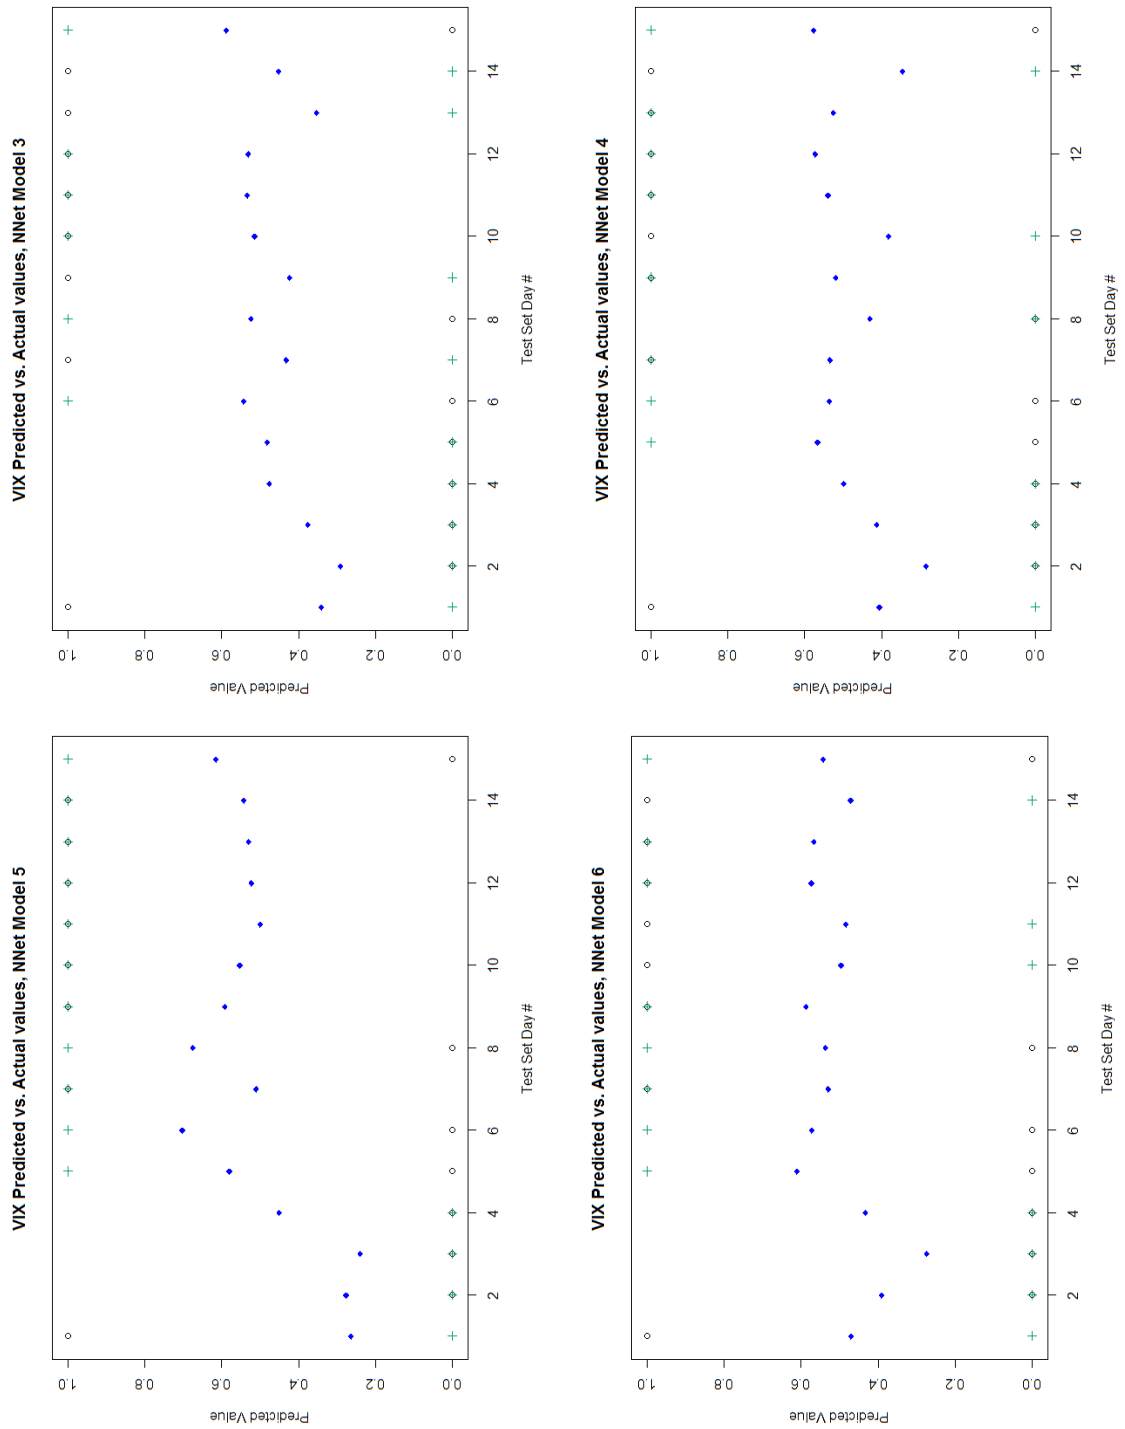 VIX Predicted vs. Actual values, NNet Model 5
Predicted Value
1.0
0.8
0.6
0.4
0.2
0.0
2 4 6 8 10 12 14
Test Set Day #
VIX Predicted vs. Actual values, NNet Model 3
Predicted Value
1.0
0.8
0.6
0.4
0.2
0.0
2 4 6 8 10 12 14
Test Set Day #
VIX Predicted vs. Actual values, NNet Model 6
Predicted Value
1.0
0.8
0.6
0.4
0.2
0.0
2 4 6 8 10 12 14
Test Set Day #
VIX Predicted vs. Actual values, NNet Model 4
Predicted Value
1.0
0.8
0.6
0.4
0.2
0.0
2 4 6 8 10 12 14
Test Set Day #